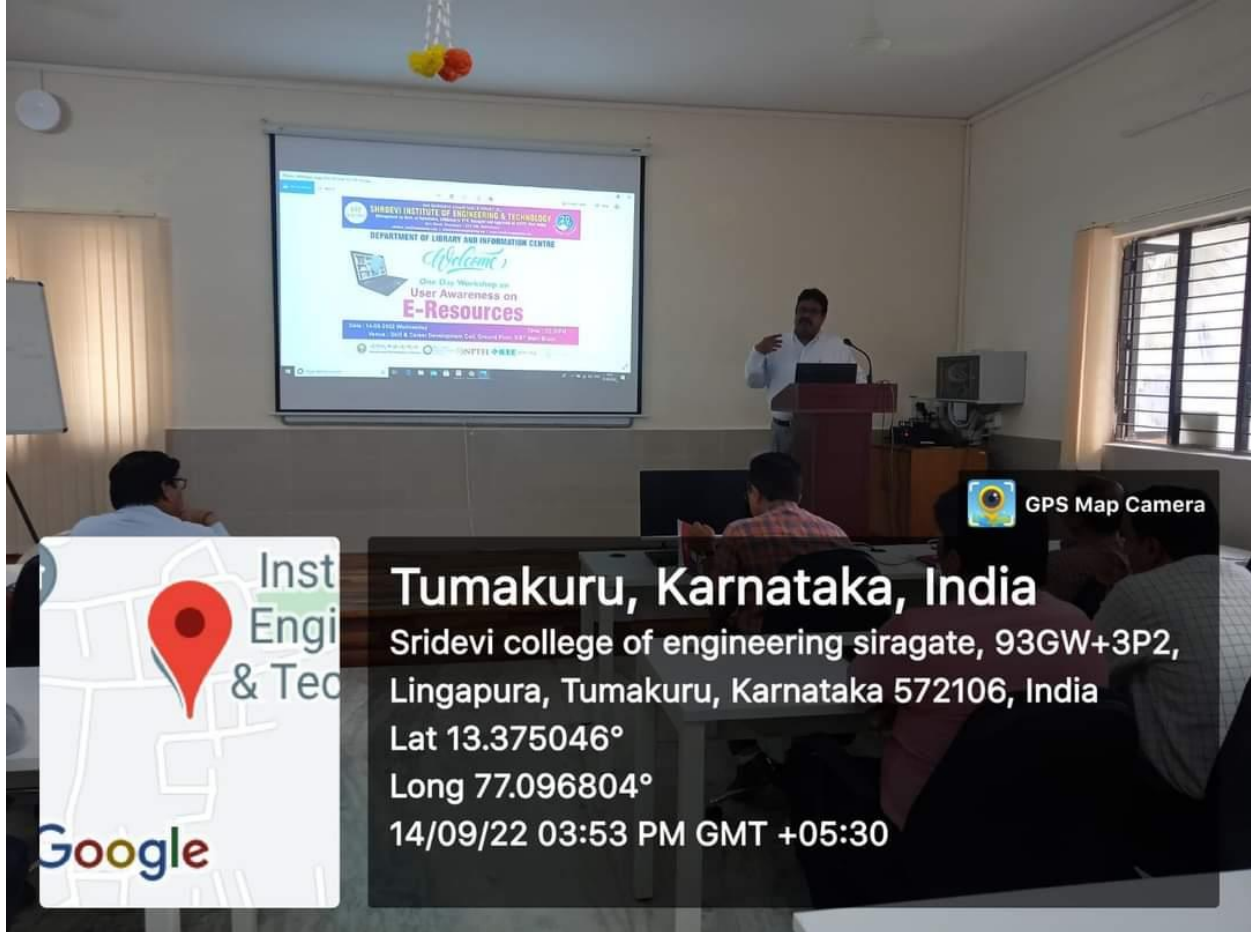 SHRIDEVI INSTITUTE OF ENGINEERING & TECHNOLOGY
DEPARTMENT OF LIBRARY AND INFORMATION CENTRE
Welcome
One Day Workshop on
User Awareness on
E-Resources
NPTEL IEEE
GPS Map Camera
Inst
Engi
& Tec
Google
Tumakuru, Karnataka, India
Sridevi college of engineering siragate, 93GW+3P2,
Lingapura, Tumakuru, Karnataka 572106, India
Lat 13.375046°
Long 77.096804°
14/09/22 03:53 PM GMT +05:30